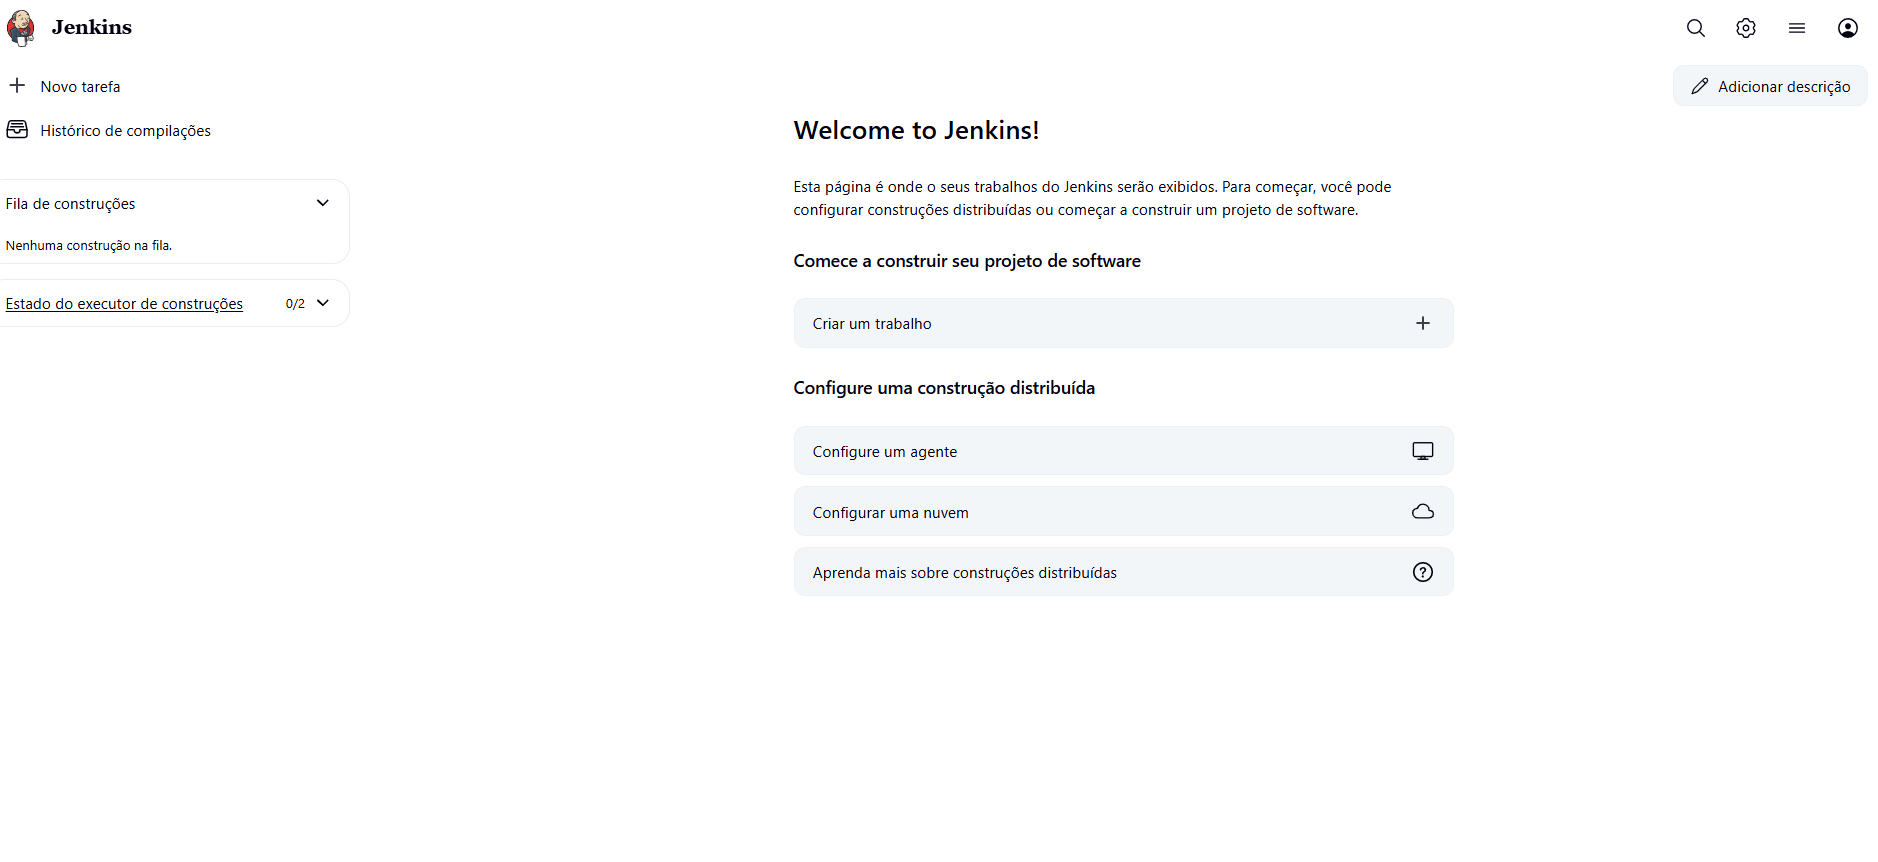 Jenkins
Novo tarefa
Histórico de compilações
Fila de construções
Nenhuma construção na fila.
Estado do executor de construções 0/2
Adicionar descrição
Welcome to Jenkins!
Esta página é onde o seus trabalhos do Jenkins serão exibidos. Para começar, você pode
configurar construções distribuídas ou começar a construir um projeto de software.
Comece a construir seu projeto de software
Criar um trabalho
Configure uma construção distribuída
Configure um agente
Configurar uma nuvem
Aprenda mais sobre construções distribuídas